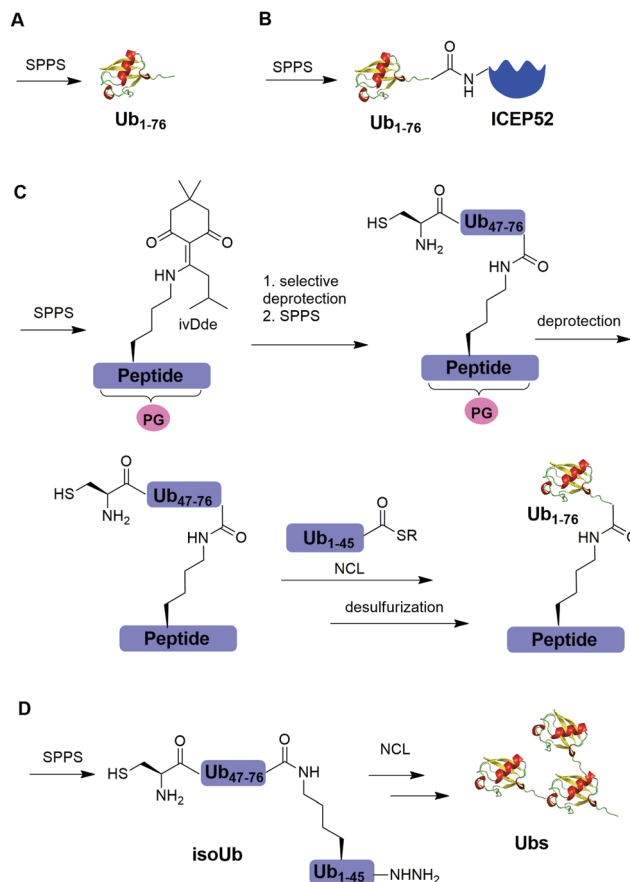 A
SPPS
Ub1-76
B
SPPS
O
N
H
Ub1-76
ICEP52
C
SPPS
O
O
NH
ivDde
Peptide
PG
1. selective
deprotection
2. SPPS
HS
O
NH2
Ub47-76
HN
O
Peptide
PG
deprotection
HS
O
NH2
Ub47-76
HN
O
Peptide
Ub1-45
O
SR
NCL
desulfurization
Ub1-76
HN
O
Peptide
D
SPPS
HS
O
NH2
Ub47-76
O
NH
isoUb
Ub1-45
NHNH2
NCL
Ubs